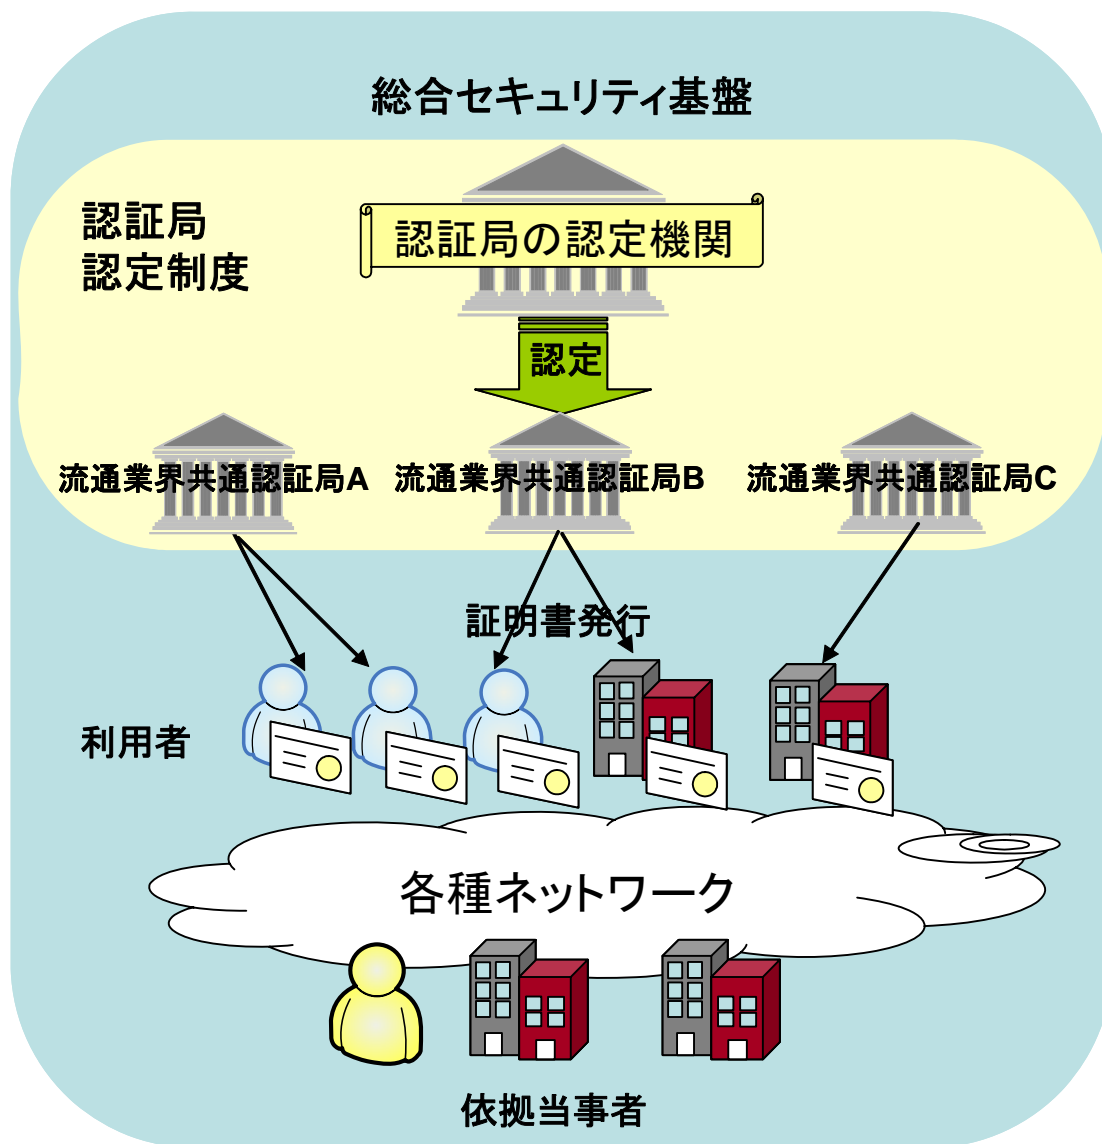 総合セキュリティ基盤
認証局
認定制度
認証局の認定機関
認定
流通業界共通認証局A
流通業界共通認証局B
流通業界共通認証局C
証明書発行
利用者
各種ネットワーク
依拠当事者